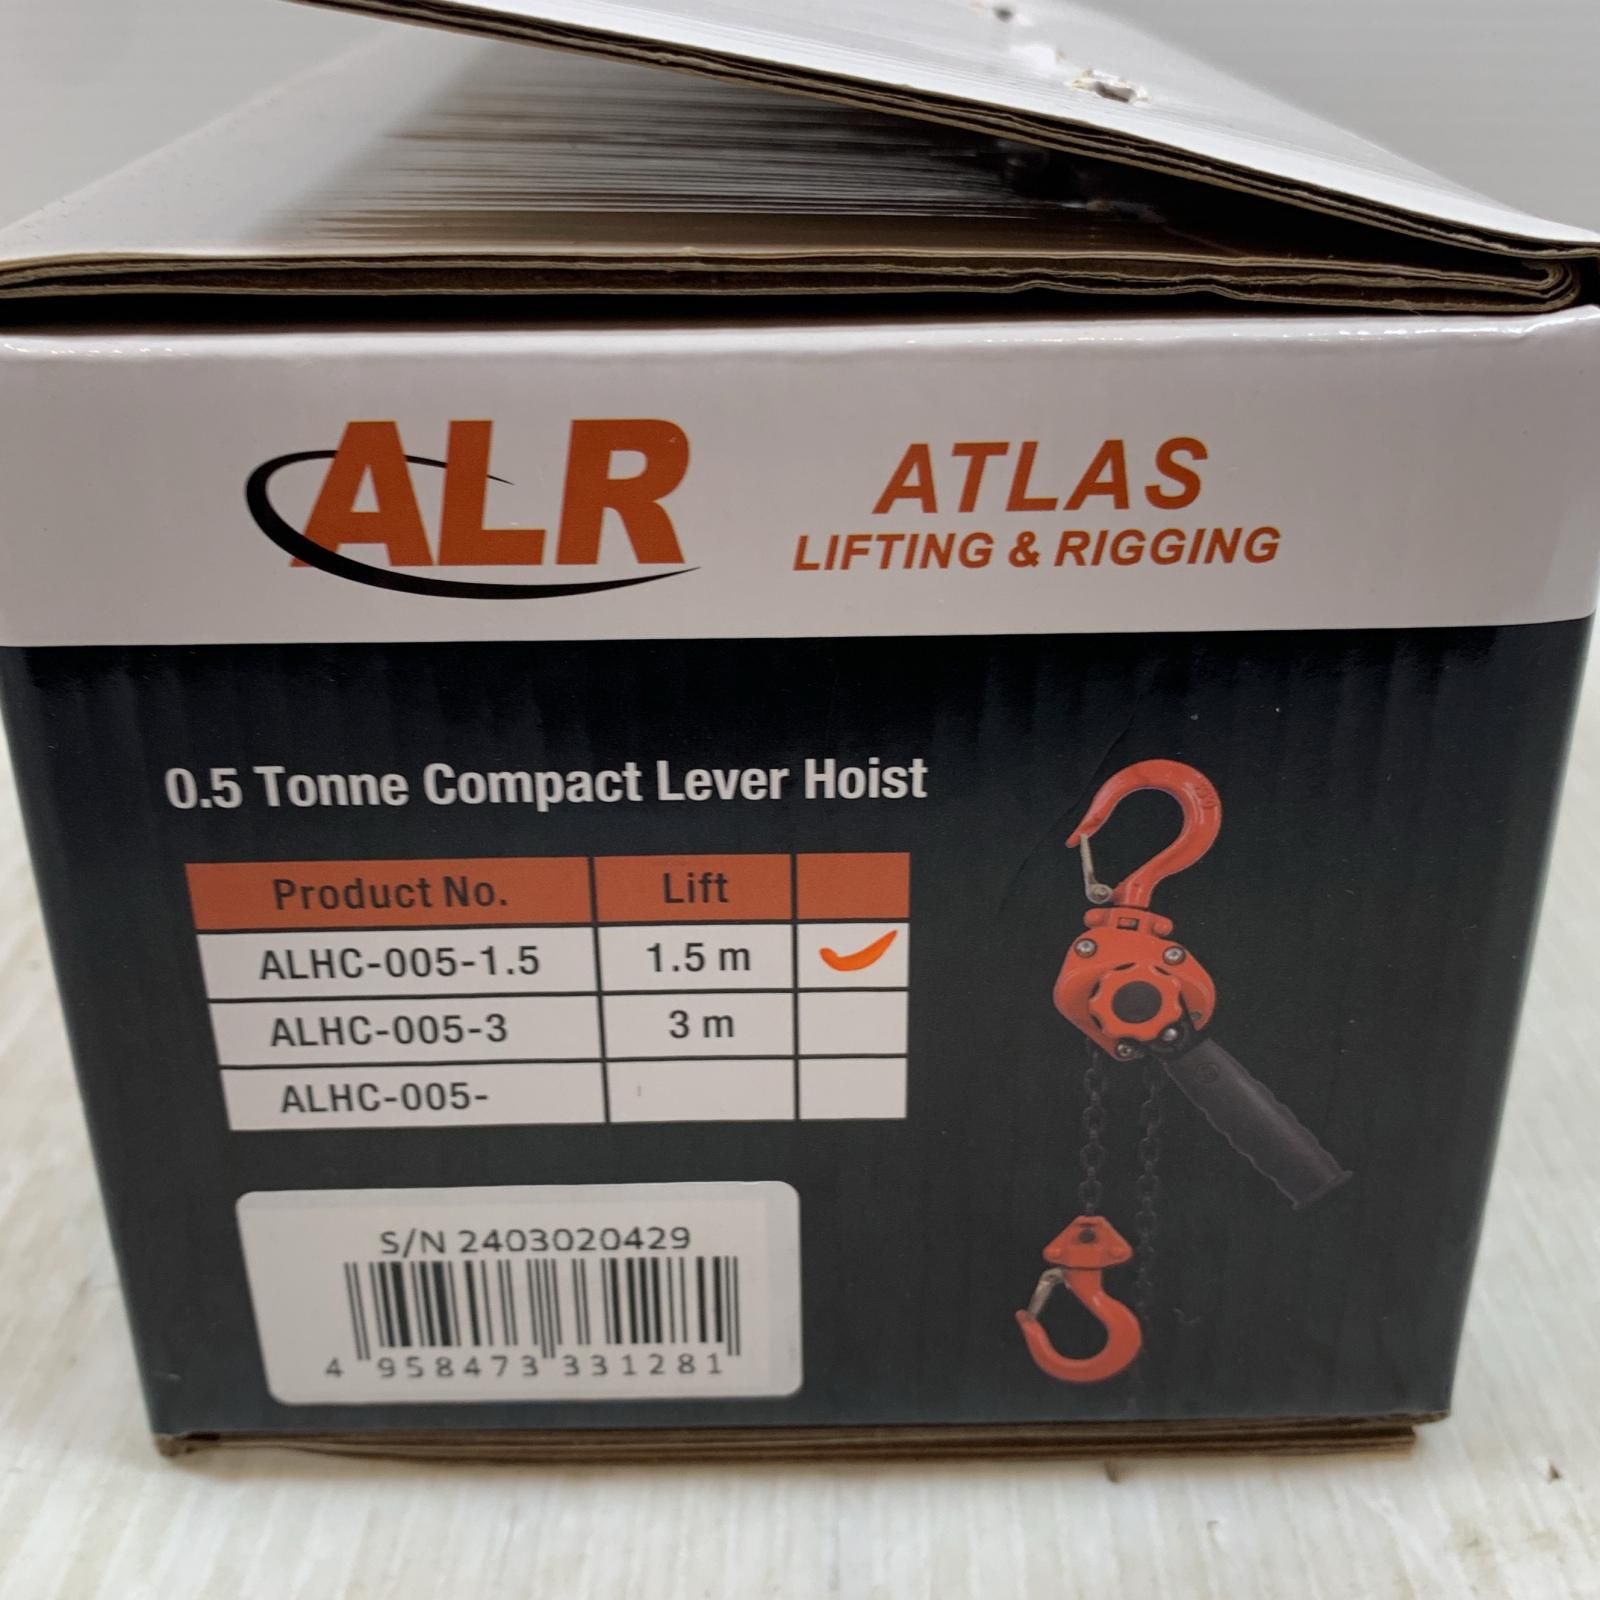 ALR
ATLAS
LIFTING & RIGGING
0.5 Tonne Compact Lever Hoist
Product No. Lift
ALHC-005-1.5 1.5 m
ALHC-005-3 3 m
ALHC-005-
S/N 2403020429
4 958473 331281